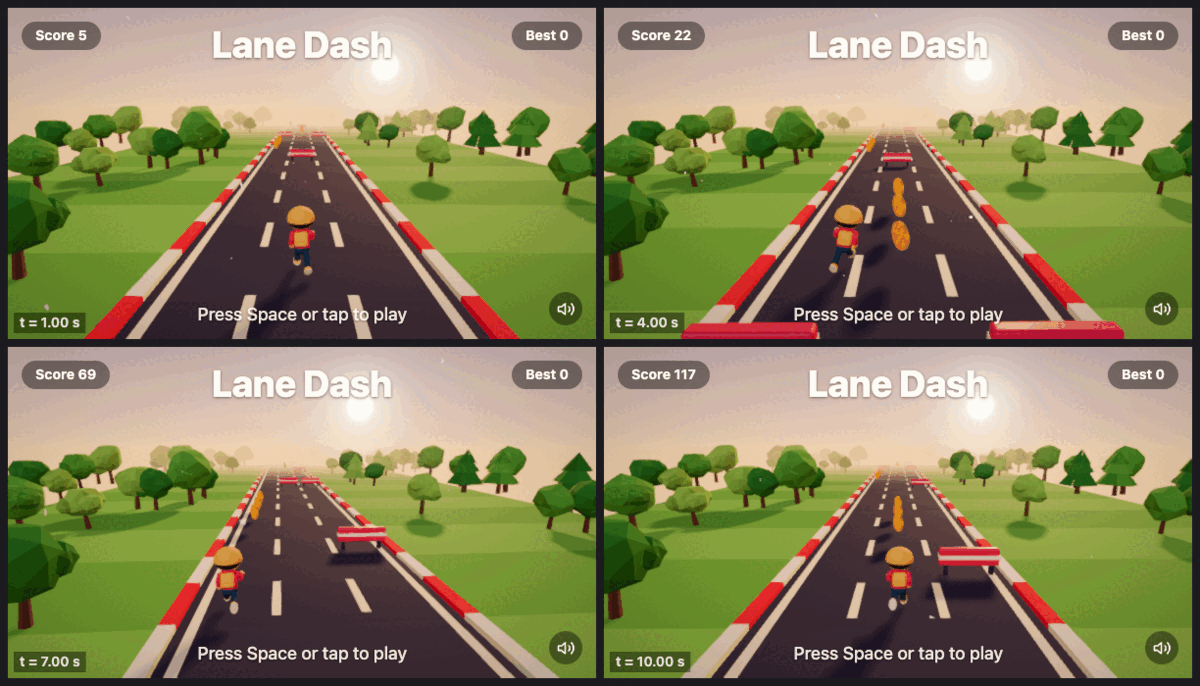 Score 5
Lane Dash
Best 0
Press Space or tap to play
t = 1.00 s
Score 22
Lane Dash
Best 0
Press Space or tap to play
t = 4.00 s
Score 69
Lane Dash
Best 0
Press Space or tap to play
t = 7.00 s
Score 117
Lane Dash
Best 0
Press Space or tap to play
t = 10.00 s